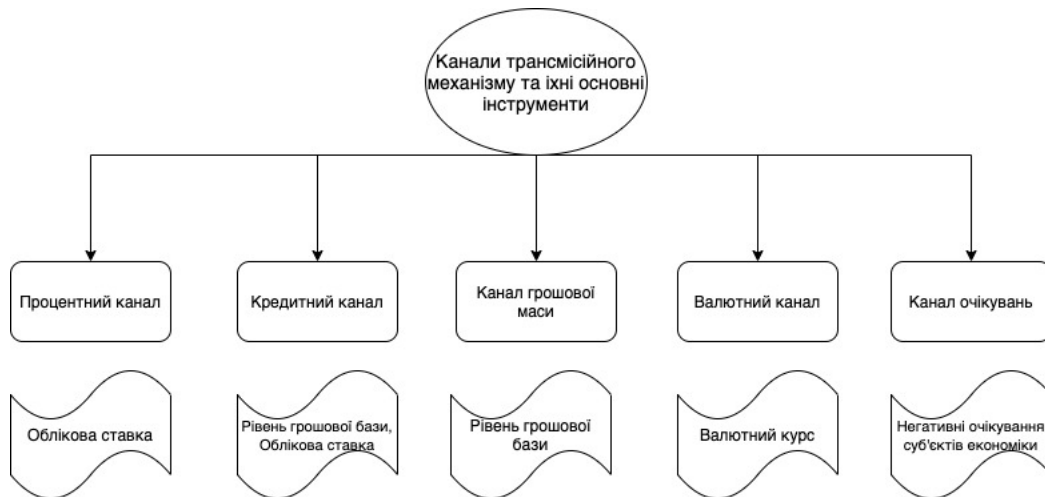 Канали трансмісійного
механізму та їхні основні
інструменти
Процентний канал
Кредитний канал
Канал грошової
маси
Валютний канал
Канал очікувань
Облікова ставка
Рівень грошової бази,
Облікова ставка
Рівень грошової
бази
Валютний курс
Негативні очікування
суб'єктів економіки